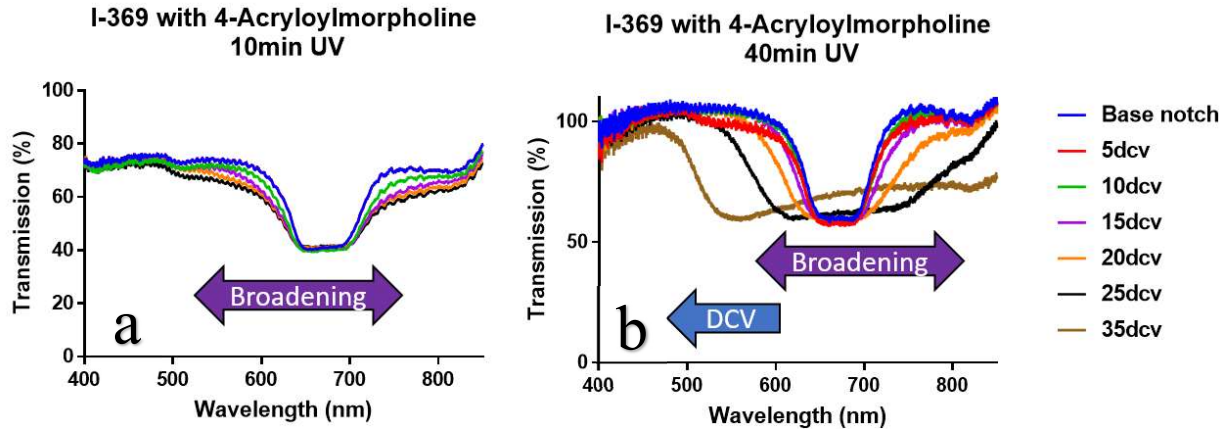 I-369 with 4-Acryloylmorpholine
10min UV
Transmission (%)
100
80
60
40
20
0
400
500
600
700
800
Wavelength (nm)
Broadening
a
I-369 with 4-Acryloylmorpholine
40min UV
Transmission (%)
100
50
0
400
500
600
700
800
Wavelength (nm)
Broadening
DCV
b
Base notch
5dcv
10dcv
15dcv
20dcv
25dcv
35dcv